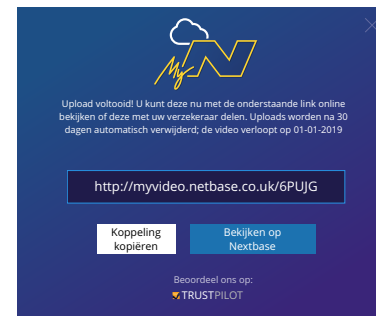 My N
Upload voltooid! U kunt deze nu met de onderstaande link online
bekijken of deze met uw verzekeraar delen. Uploads worden na 30
dagen automatisch verwijderd; de video verloopt op 01-01-2019
http://myvideo.netbase.co.uk/6PUJG
Koppeling
kopiëren
Bekijken op
Nextbase
Beoordeel ons op:
TRUSTPILOT